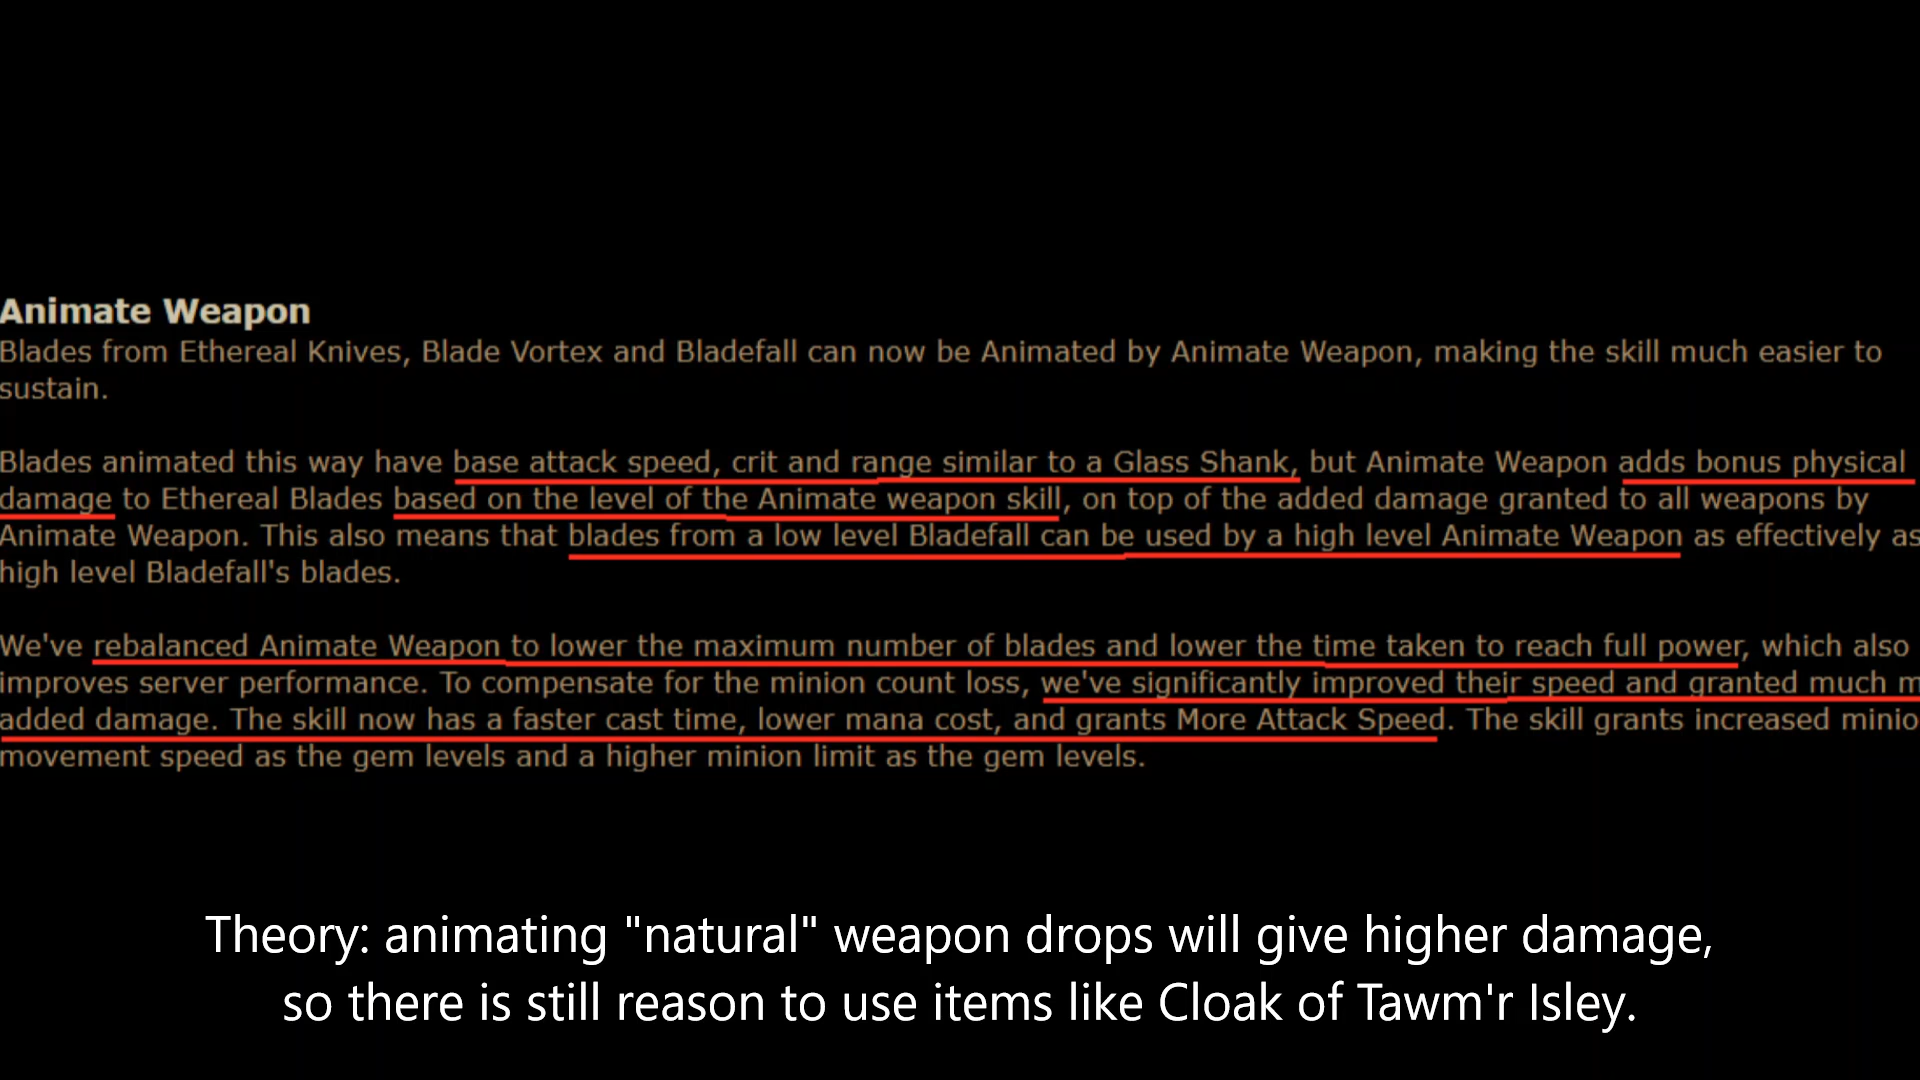 Animate Weapon
Blades from Ethereal Knives, Blade Vortex and Bladefall can now be Animated by Animate Weapon, making the skill much easier to
sustain.
Blades animated this way have base attack speed, crit and range similar to a Glass Shank, but Animate Weapon adds bonus physical
damage to Ethereal Blades based on the level of the Animate weapon skill, on top of the added damage granted to all weapons by
Animate Weapon. This also means that blades from a low level Bladefall can be used by a high level Animate Weapon as effectively as
high level Bladefall's blades.
We've rebalanced Animate Weapon to lower the maximum number of blades and lower the time taken to reach full power, which also
improves server performance. To compensate for the minion count loss, we've significantly improved their speed and granted much m
added damage. The skill now has a faster cast time, lower mana cost, and grants More Attack Speed. The skill grants increased minio
movement speed as the gem levels and a higher minion limit as the gem levels.
Theory: animating "natural" weapon drops will give higher damage,
so there is still reason to use items like Cloak of Tawm'r Isley.